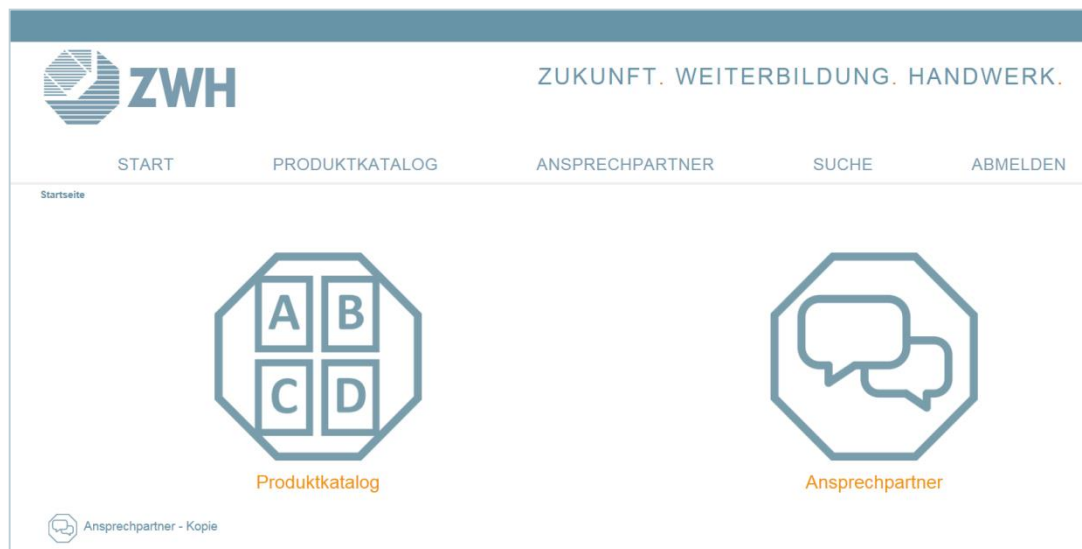 ZWH
ZUKUNFT. WEITERBILDUNG. HANDWERK.
START PRODUKTKATALOG ANSPRECHPARTNER SUCHE ABMELDEN
Startseite
A B
C D
Produktkatalog Ansprechpartner
Ansprechpartner - Kopie